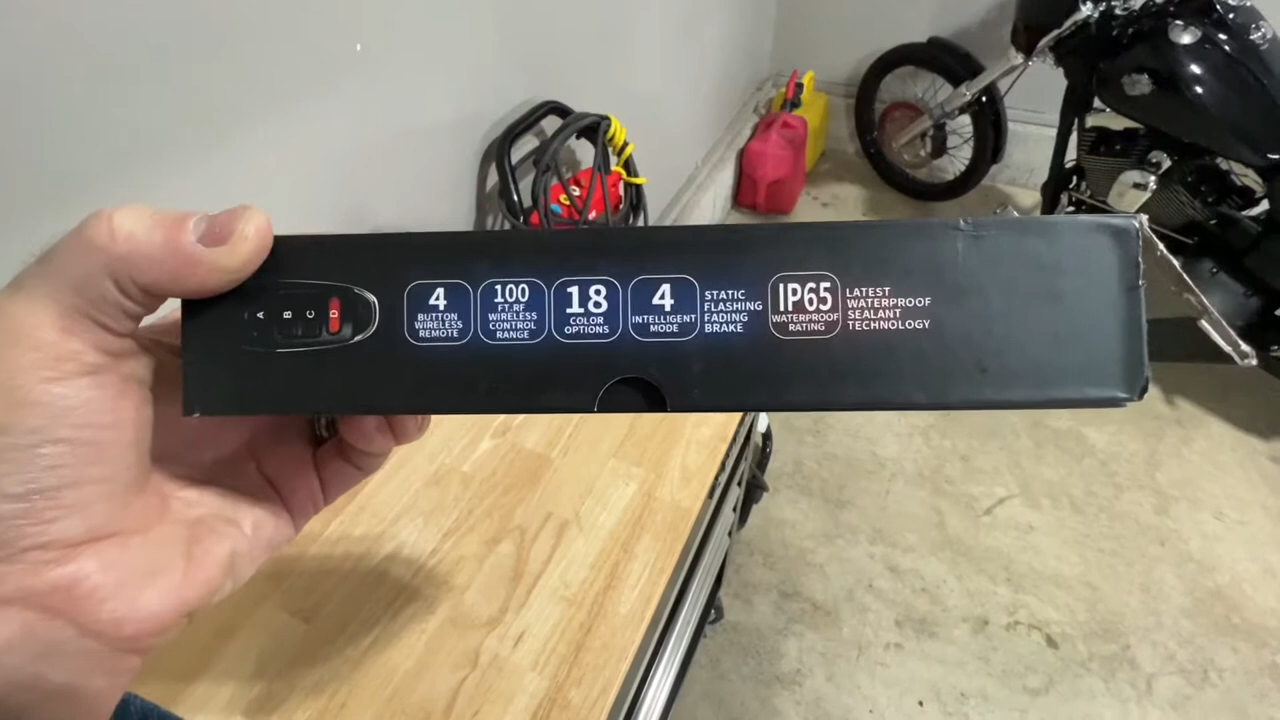 A B C D
4
BUTTON
WIRELESS
REMOTE
100
FT.RF
WIRELESS
CONTROL
RANGE
18
COLOR
OPTIONS
4
INTELLIGENT
MODE
STATIC
FLASHING
FADING
BRAKE
IP65
WATERPROOF
RATING
LATEST
WATERPROOF
SEALANT
TECHNOLOGY